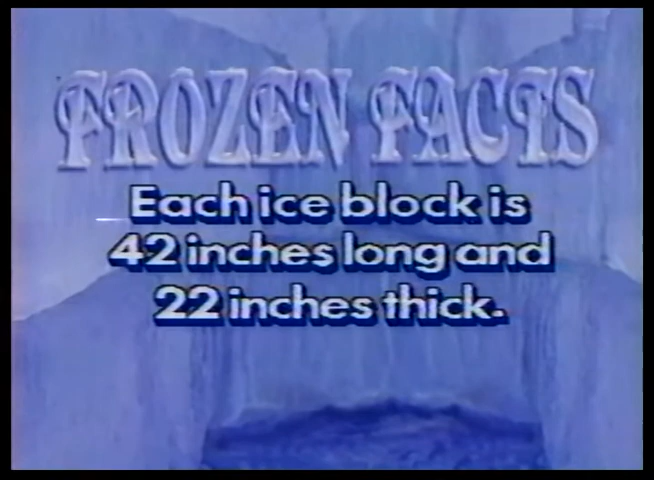 FROZEN FACTS
Each ice block is
42 inches long and
22 inches thick.